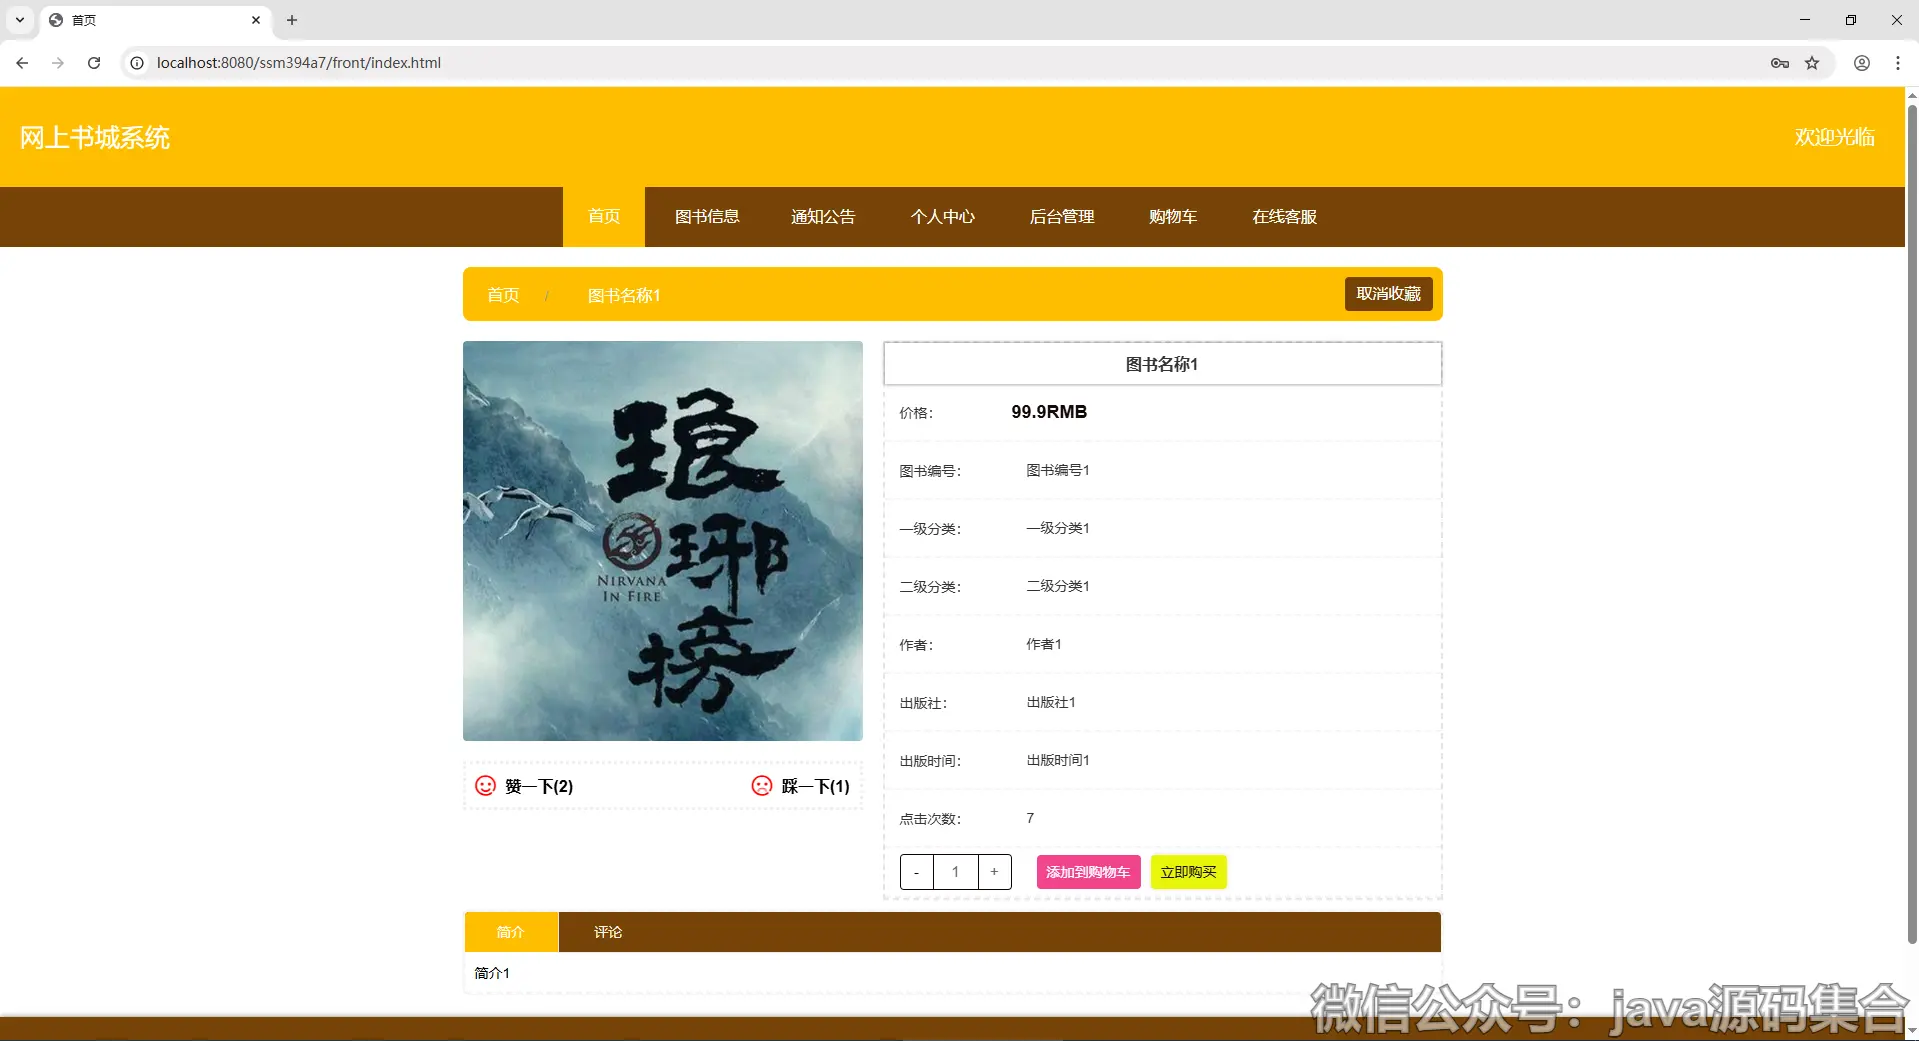 首页
localhost:8080/ssm394a7/front/index.html
网上书城系统
欢迎光临
首页 图书信息 通知公告 个人中心 后台管理 购物车 在线客服
首页 / 图书名称1
取消收藏
琅琊榜
NIRVANA
IN FIRE
赞一下(2)
踩一下(1)
图书名称1
价格： 99.9RMB
图书编号： 图书编号1
一级分类： 一级分类1
二级分类： 二级分类1
作者： 作者1
出版社： 出版社1
出版时间： 出版时间1
点击次数： 7
- 1 + 添加到购物车 立即购买
简介 评论
简介1
微信公众号：java源码集合